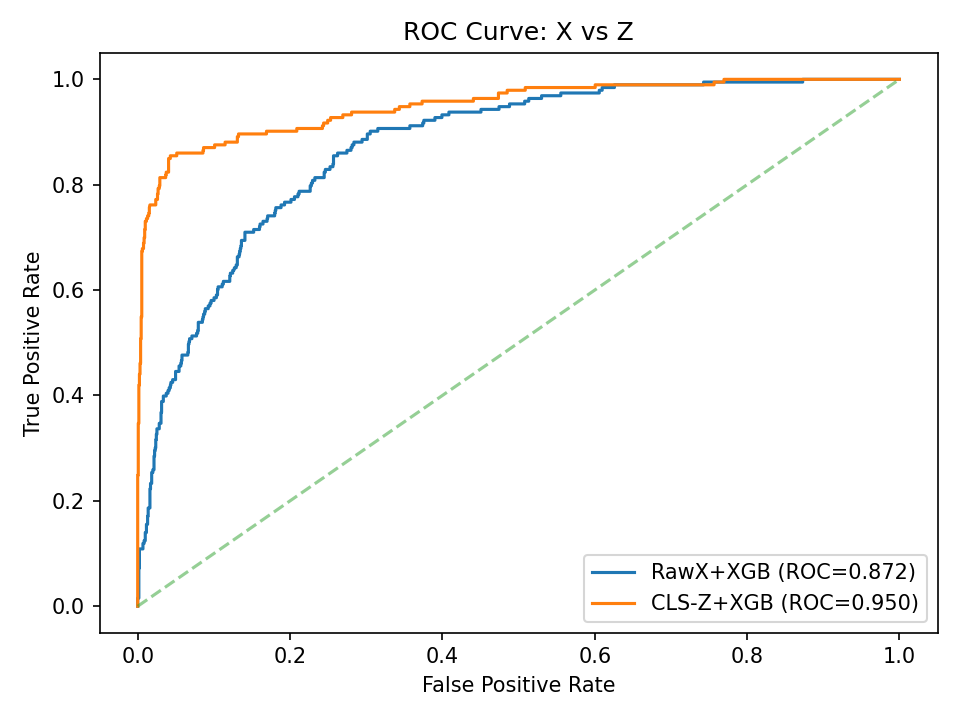 ROC Curve: X vs Z
True Positive Rate
1.0
0.8
0.6
0.4
0.2
0.0
0.0 0.2 0.4 0.6 0.8 1.0
False Positive Rate
RawX+XGB (ROC=0.872)
CLS-Z+XGB (ROC=0.950)